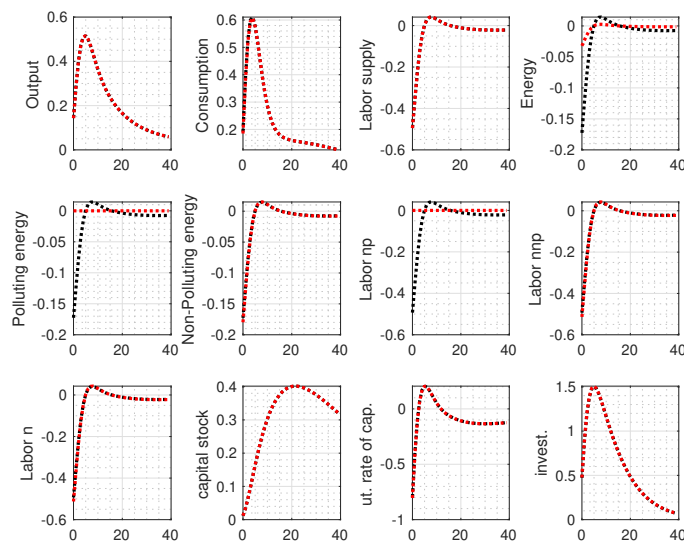 Output
0.6
0.4
0.2
0
0 20 40
Consumption
0.6
0.5
0.4
0.3
0.2
0 20 40
Labor supply
0
-0.2
-0.4
-0.6
0 20 40
Energy
0
-0.05
-0.1
-0.15
-0.2
0 20 40
Polluting energy
0
-0.05
-0.1
-0.15
-0.2
0 20 40
Non-Polluting energy
0
-0.05
-0.1
-0.15
-0.2
0 20 40
Labor np
0
-0.2
-0.4
-0.6
0 20 40
Labor nnp
0
-0.2
-0.4
-0.6
0 20 40
Labor n
0
-0.2
-0.4
-0.6
0 20 40
capital stock
0.4
0.3
0.2
0.1
0
0 20 40
ut. rate of cap.
0
-0.5
-1
0 20 40
invest.
1.5
1
0.5
0
0 20 40